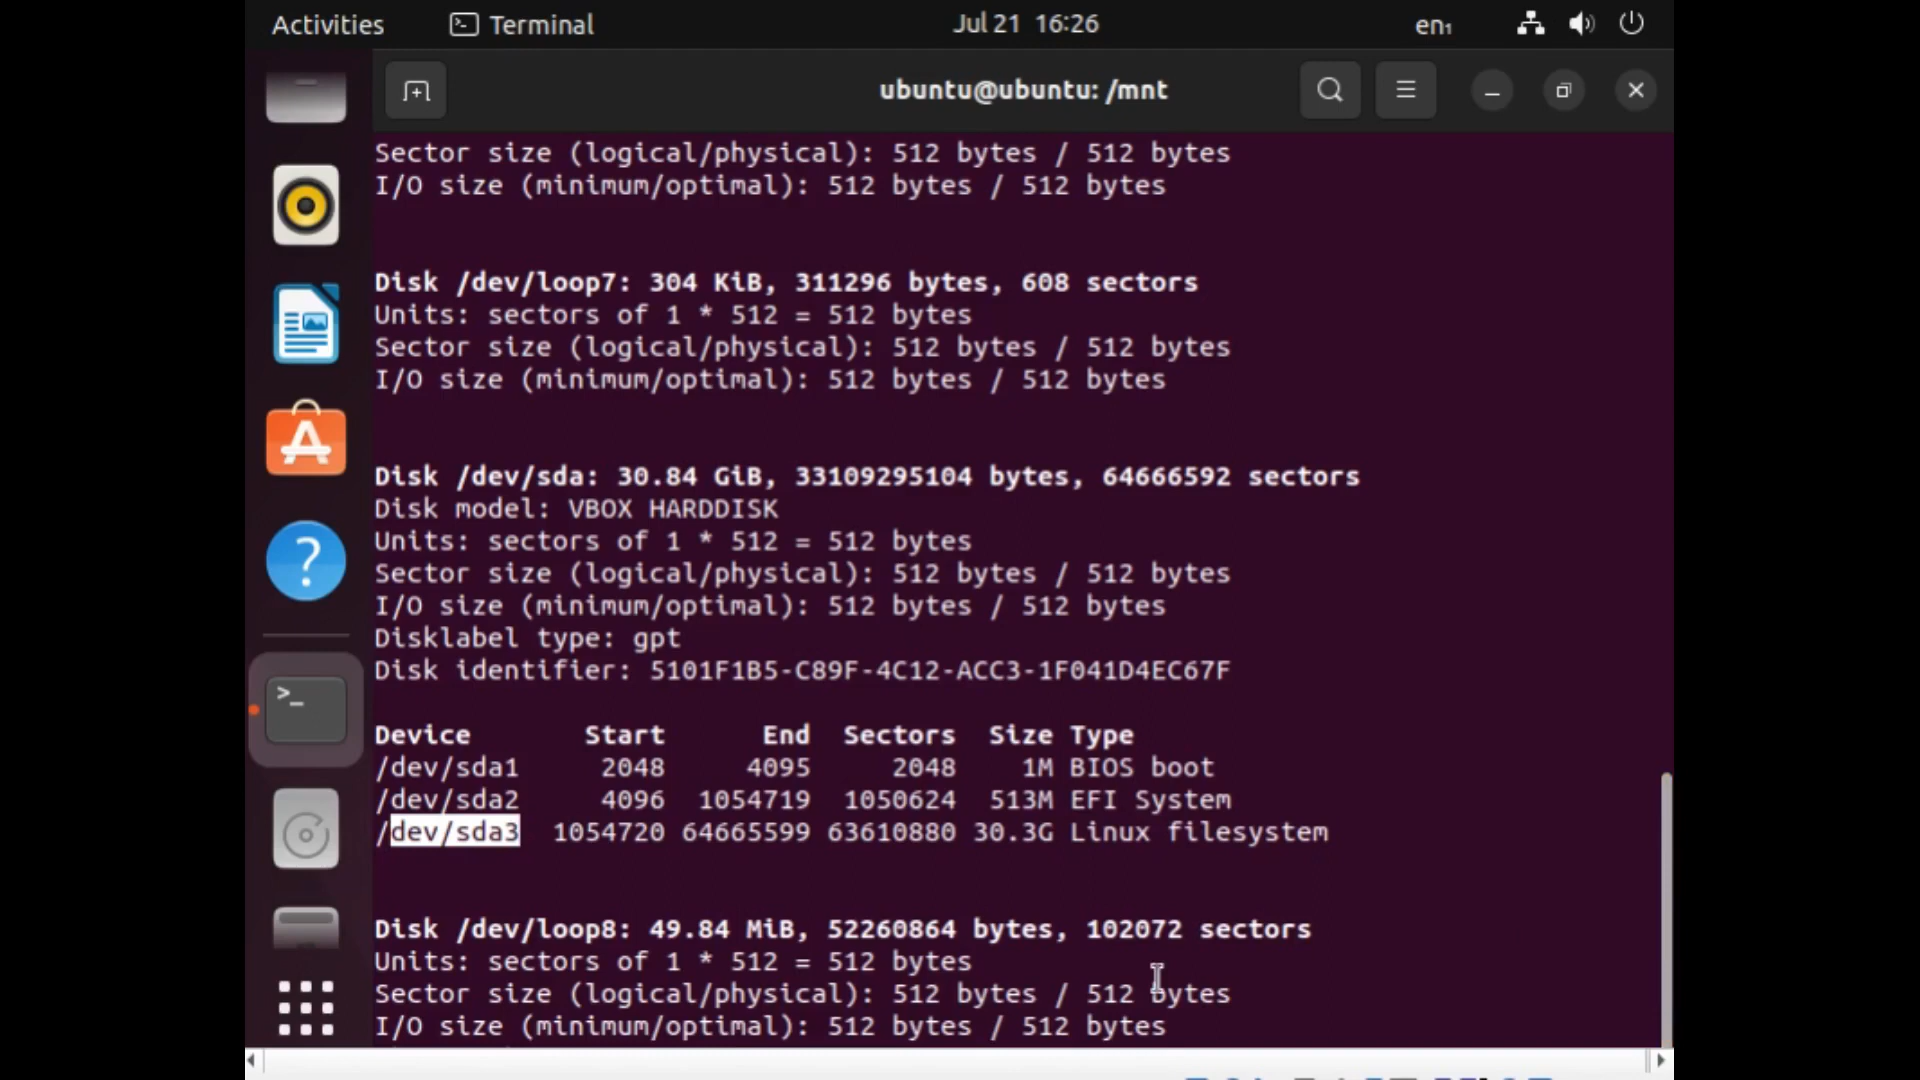 Activities Terminal Jul 21 16:26 en₁
ubuntu@ubuntu: /mnt
Sector size (logical/physical): 512 bytes / 512 bytes
I/O size (minimum/optimal): 512 bytes / 512 bytes
Disk /dev/loop7: 304 KiB, 311296 bytes, 608 sectors
Units: sectors of 1 * 512 = 512 bytes
Sector size (logical/physical): 512 bytes / 512 bytes
I/O size (minimum/optimal): 512 bytes / 512 bytes
Disk /dev/sda: 30.84 GiB, 33109295104 bytes, 64666592 sectors
Disk model: VBOX HARDDISK
Units: sectors of 1 * 512 = 512 bytes
Sector size (logical/physical): 512 bytes / 512 bytes
I/O size (minimum/optimal): 512 bytes / 512 bytes
Disklabel type: gpt
Disk identifier: 5101F1B5-C89F-4C12-ACC3-1F041D4EC67F
Device Start End Sectors Size Type
/dev/sda1 2048 4095 2048 1M BIOS boot
/dev/sda2 4096 1054719 1050624 513M EFI System
/dev/sda3 1054720 64665599 63610880 30.3G Linux filesystem
Disk /dev/loop8: 49.84 MiB, 52260864 bytes, 102072 sectors
Units: sectors of 1 * 512 = 512 bytes
Sector size (logical/physical): 512 bytes / 512 bytes
I/O size (minimum/optimal): 512 bytes / 512 bytes